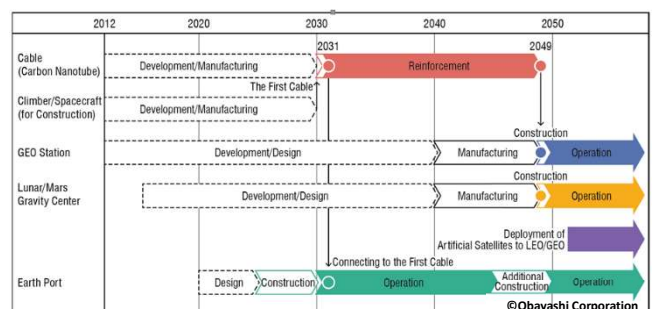 2012 2020 2030 2040 2050
2031 2049
Cable
(Carbon Nanotube)
Development/Manufacturing
Reinforcement
The First Cable
Climber/Spacecraft
(for Construction)
Development/Manufacturing
Construction
GEO Station
Development/Design
Manufacturing
Operation
Construction
Lunar/Mars
Gravity Center
Development/Design
Manufacturing
Operation
Deployment of
Artificial Satellites to LEO/GEO
Connecting to the First Cable
Earth Port
Design
Construction
Operation
Additional
Construction
Operation
©Obayashi Corporation